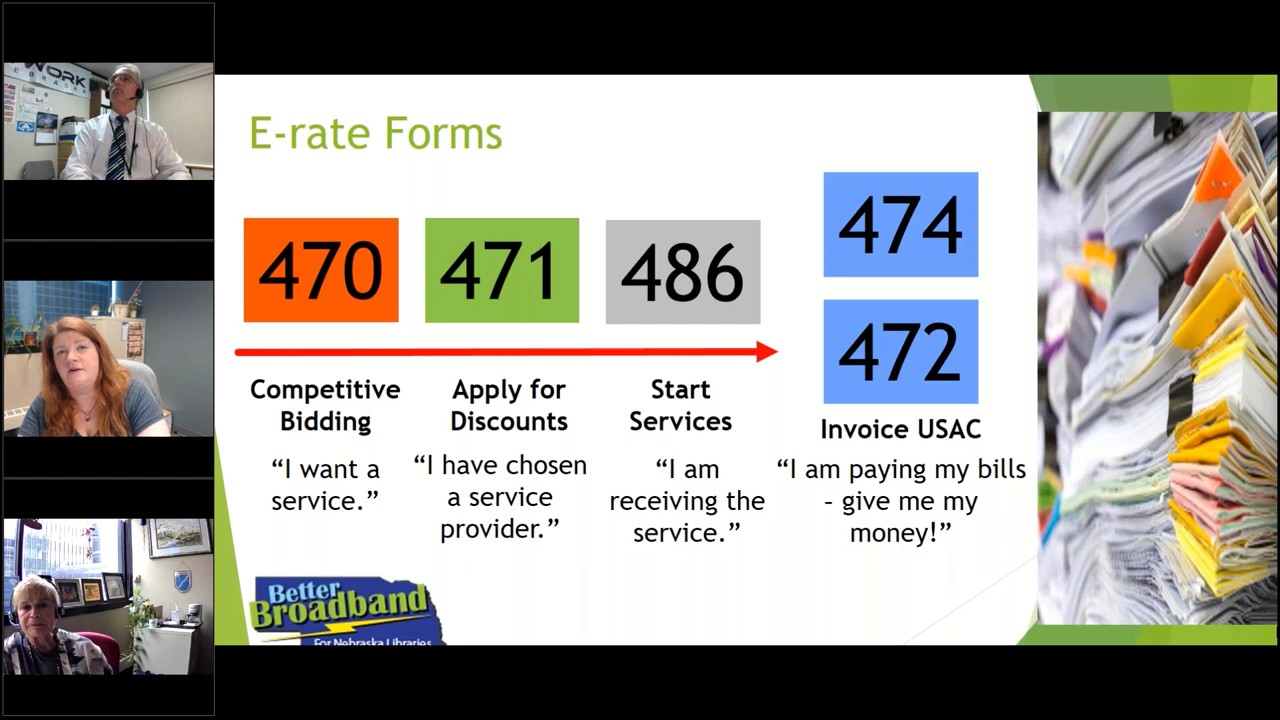 WORK
EBRASKA
E-rate Forms
470
471
486
474
472
Competitive
Bidding
“I want a
service.”
Apply for
Discounts
“I have chosen
a service
provider.”
Start
Services
“I am
receiving the
service.”
Invoice USAC
“I am paying my bills
– give me my
money!”
Better
Broadband
For Nebraska Libraries